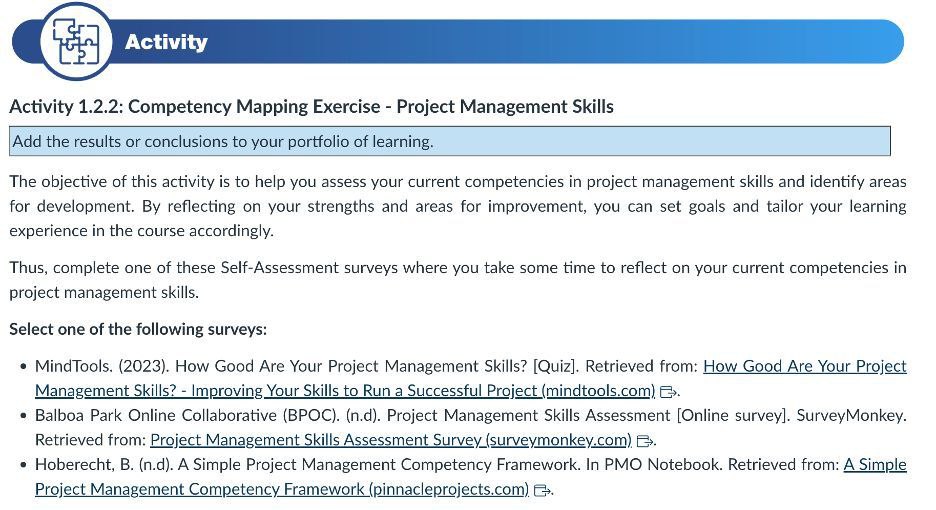 Activity
Activity 1.2.2: Competency Mapping Exercise - Project Management Skills
Add the results or conclusions to your portfolio of learning.
The objective of this activity is to help you assess your current competencies in project management skills and identify areas
for development. By reflecting on your strengths and areas for improvement, you can set goals and tailor your learning
experience in the course accordingly.
Thus, complete one of these Self-Assessment surveys where you take some time to reflect on your current competencies in
project management skills.
Select one of the following surveys:
• MindTools. (2023). How Good Are Your Project Management Skills? [Quiz]. Retrieved from: How Good Are Your Project
Management Skills? - Improving Your Skills to Run a Successful Project (mindtools.com).
• Balboa Park Online Collaborative (BPOC). (n.d). Project Management Skills Assessment [Online survey]. SurveyMonkey.
Retrieved from: Project Management Skills Assessment Survey (surveymonkey.com).
• Hoberecht, B. (n.d). A Simple Project Management Competency Framework. In PMO Notebook. Retrieved from: A Simple
Project Management Competency Framework (pinnacleprojects.com).